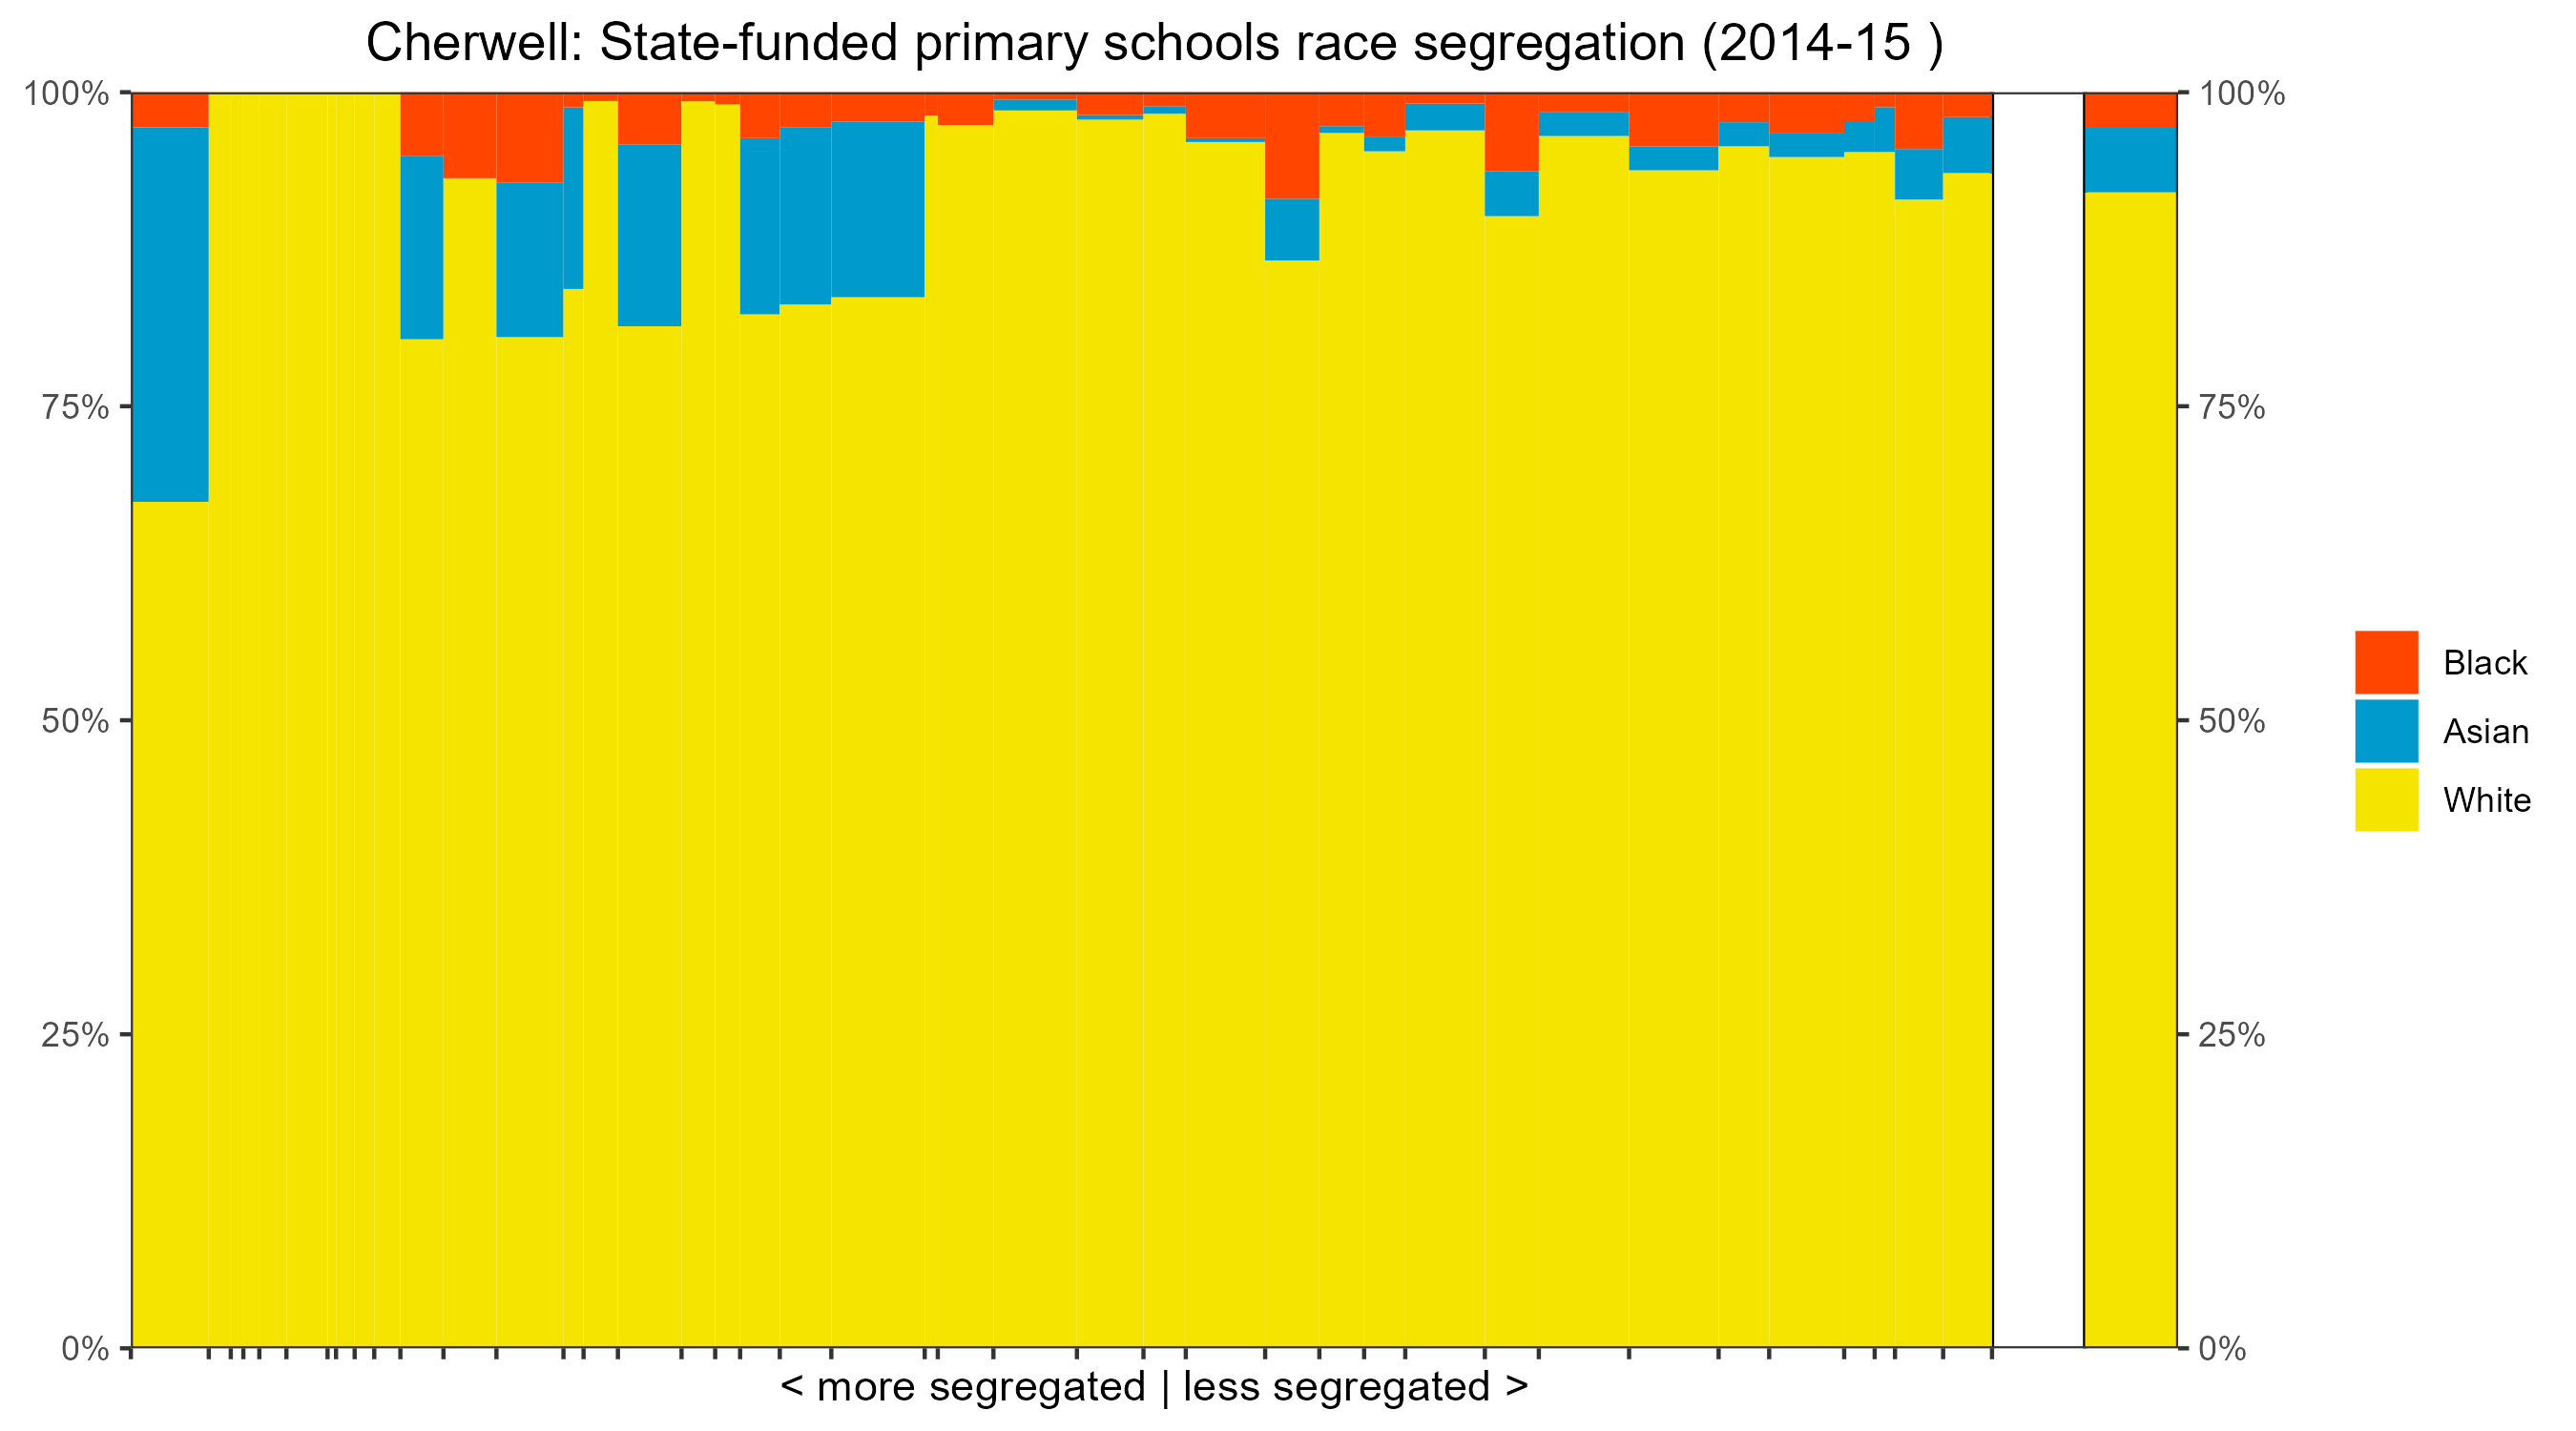 Cherwell: State-funded primary schools race segregation (2014-15 )
100%
100%
75%
75%
50%
50%
25%
25%
0%
0%
Black
Asian
White
< more segregated | less segregated >